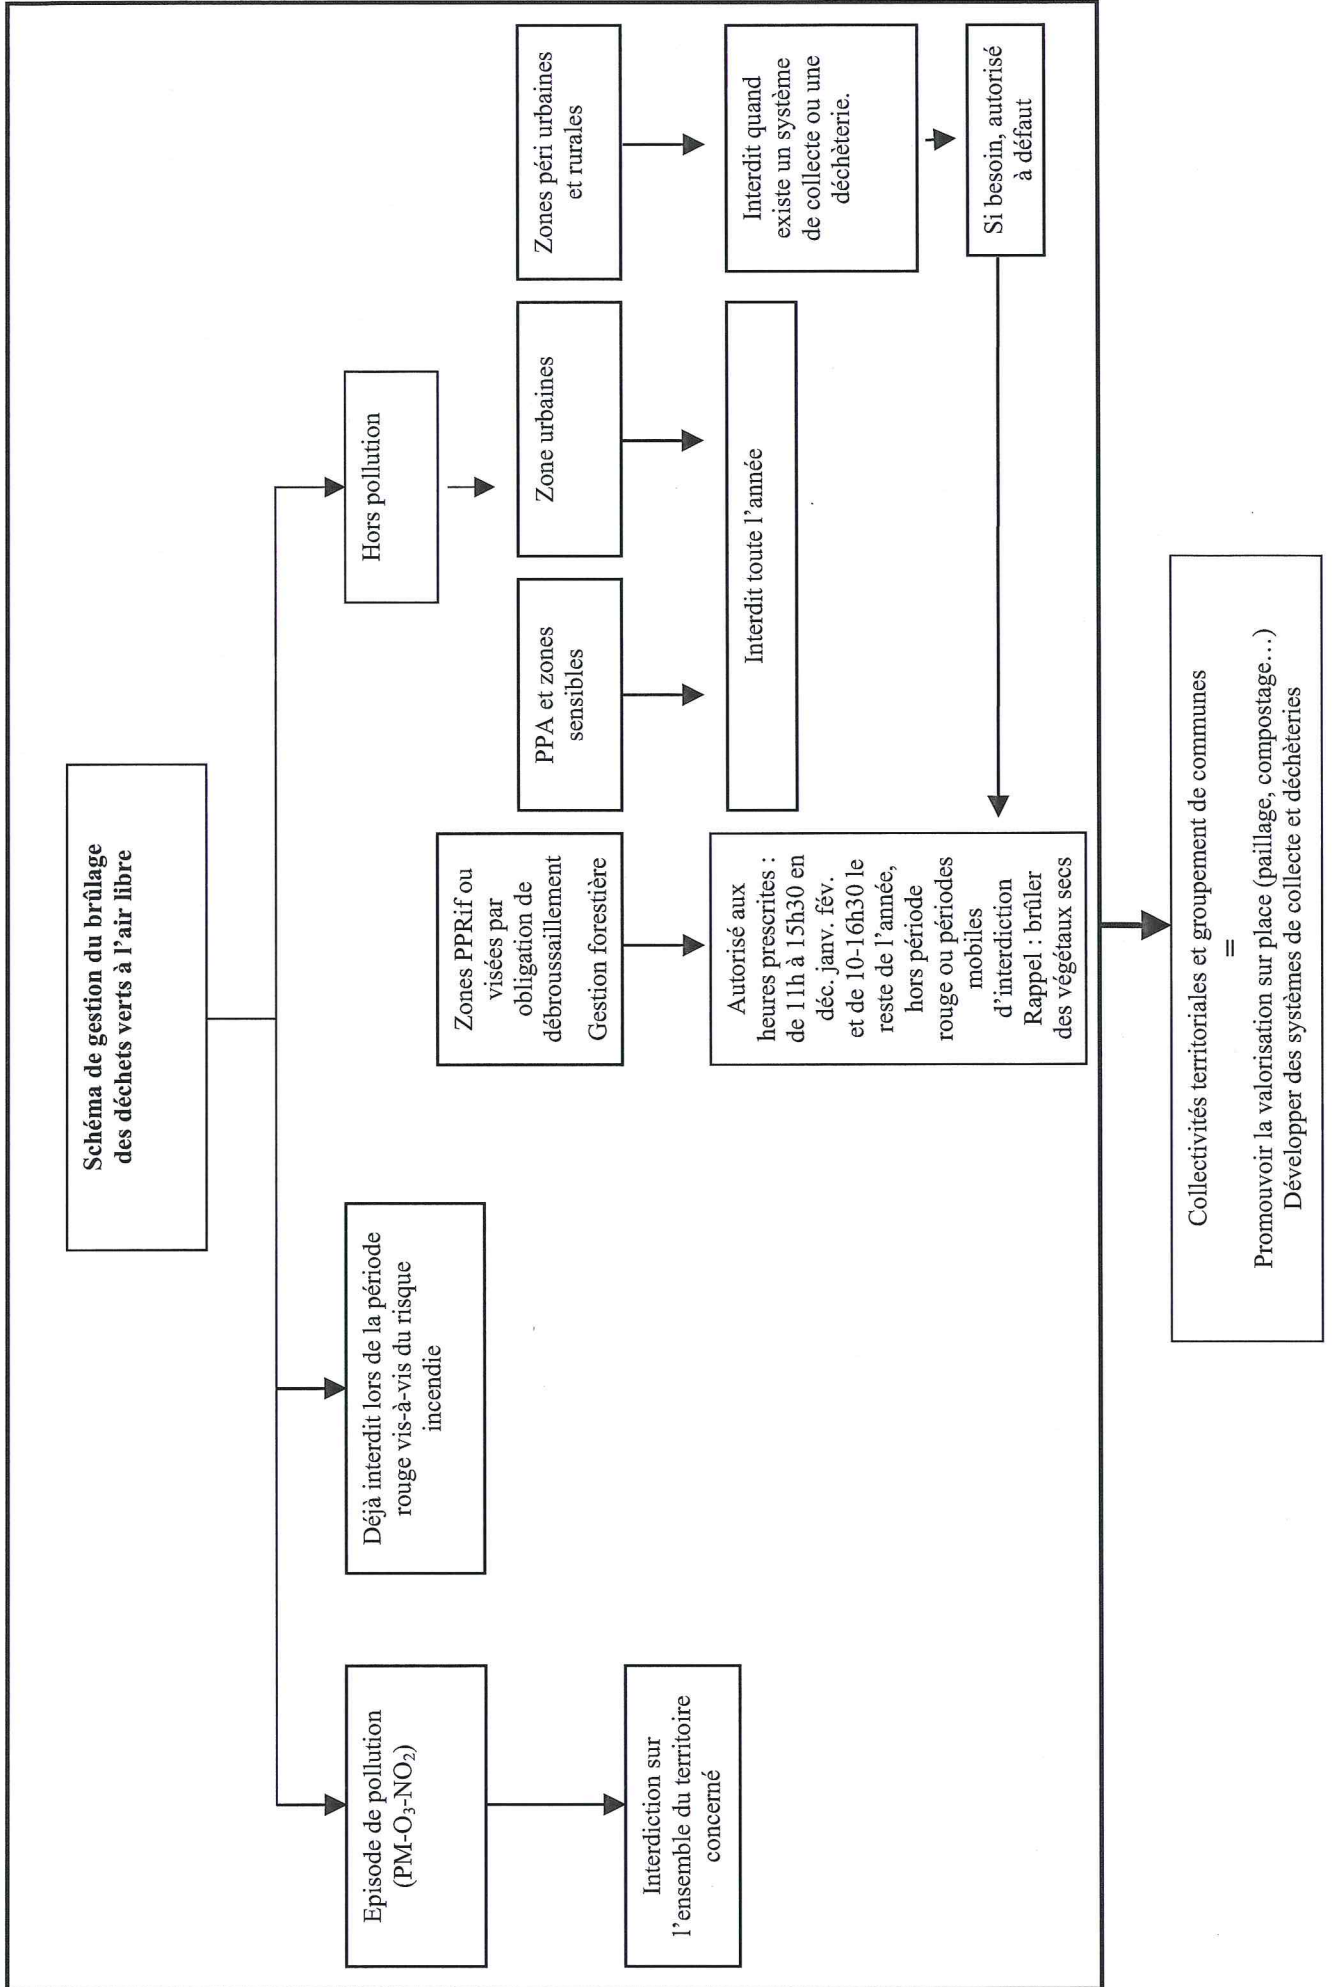 Schéma de gestion du brûlage
des déchets verts à l’air libre
Episode de pollution
(PM-O₃-NO₂)
Interdiction sur
l’ensemble du territoire
concerné
Déjà interdit lors de la période
rouge vis-à-vis du risque
incendie
Hors pollution
Zones PPRif ou
visées par
obligation de
débroussaillement
Gestion forestière
PPA et zones
sensibles
Zone urbaines
Zones péri urbaines
et rurales
Autorisé aux
heures prescrites :
de 11h à 15h30 en
déc. janv. fév.
et de 10-16h30 le
reste de l’année,
hors période
rouge ou périodes
mobiles
d’interdiction
Rappel : brûler
des végétaux secs
Interdit toute l’année
Interdit quand
existe un système
de collecte ou une
déchèterie.
Si besoin, autorisé
à défaut
Collectivités territoriales et groupement de communes
=
Promouvoir la valorisation sur place (paillage, compostage…)
Développer des systèmes de collecte et déchèteries